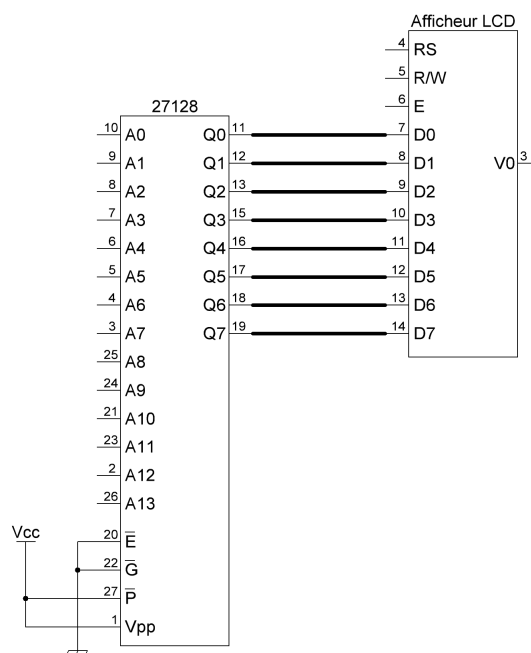 Afficheur LCD
4 RS
5 R/W
6 E
7 D0
8 D1
9 D2
10 D3
11 D4
12 D5
13 D6
14 D7
V0 3
27128
10 A0
9 A1
8 A2
7 A3
6 A4
5 A5
4 A6
3 A7
25 A8
24 A9
21 A10
23 A11
2 A12
26 A13
20 E̅
22 G̅
27 P̅
1 Vpp
Q0 11
Q1 12
Q2 13
Q3 15
Q4 16
Q5 17
Q6 18
Q7 19
Vcc